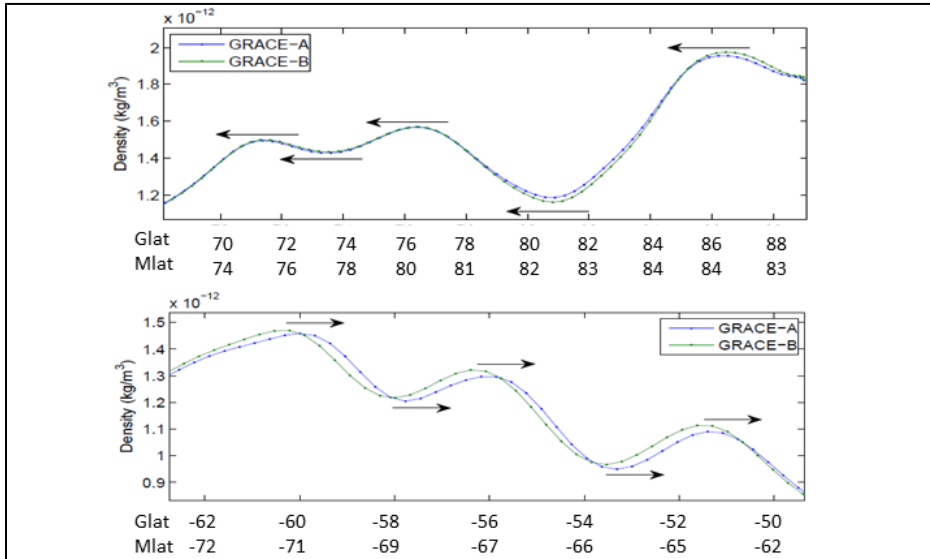 × 10⁻¹²
GRACE-A
GRACE-B
Density (kg/m³)
2
1.8
1.6
1.4
1.2
Glat 70 72 74 76 78 80 82 84 86 88
Mlat 74 76 78 80 81 82 83 84 84 83
× 10⁻¹²
GRACE-A
GRACE-B
Density (kg/m³)
1.5
1.4
1.3
1.2
1.1
1
0.9
Glat -62 -60 -58 -56 -54 -52 -50
Mlat -72 -71 -69 -67 -66 -65 -62